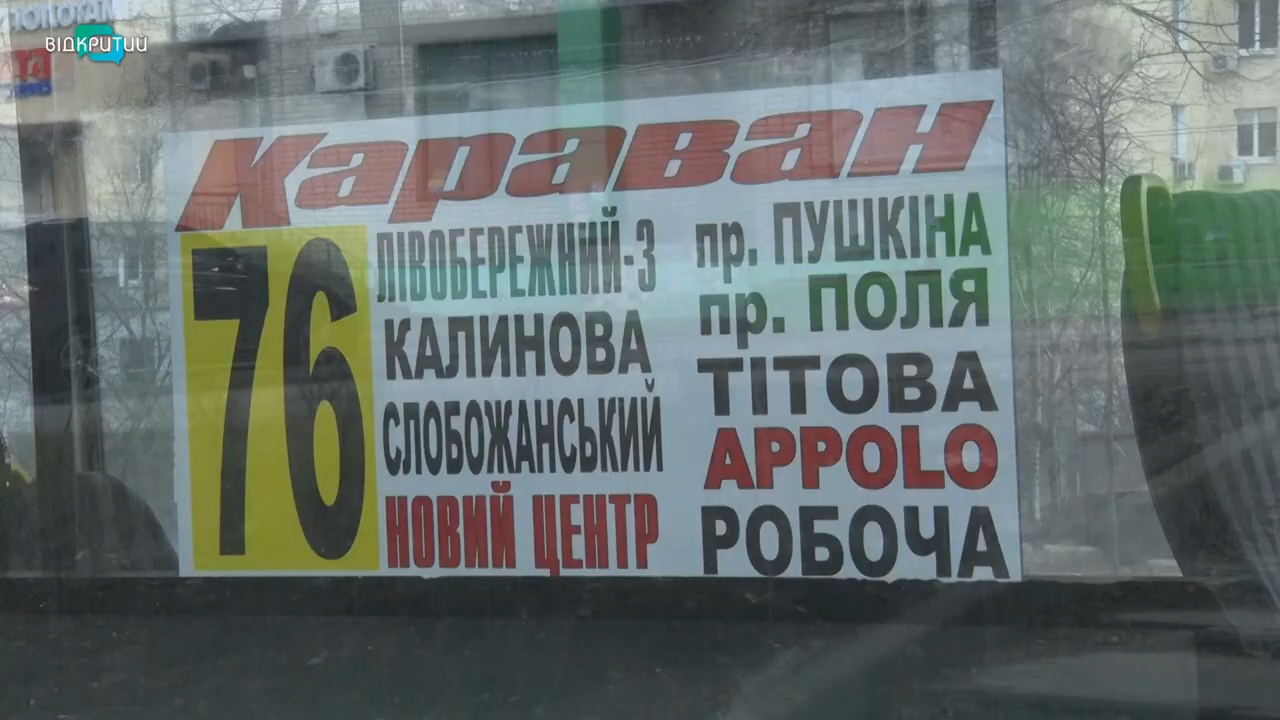 ВІДКРИТИЙ
Караван
76
ЛІВОБЕРЕЖНИЙ-3
КАЛИНОВА
СЛОБОЖАНСЬКИЙ
НОВИЙ ЦЕНТР
пр. ПУШКІНА
пр. ПОЛЯ
ТІТОВА
APPOLO
РОБОЧА